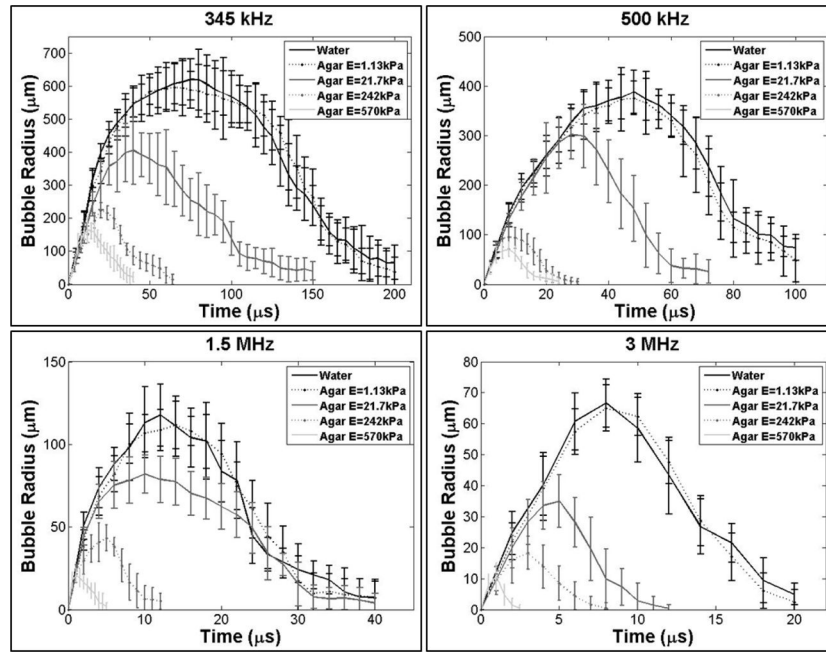 345 kHz
Bubble Radius (μm)
700
600
500
400
300
200
100
0
0 50 100 150 200
Time (μs)
Water
Agar E=1.13kPa
Agar E=21.7kPa
Agar E=242kPa
Agar E=570kPa
500 kHz
Bubble Radius (μm)
500
400
300
200
100
0
0 20 40 60 80 100
Time (μs)
Water
Agar E=1.13kPa
Agar E=21.7kPa
Agar E=242kPa
Agar E=570kPa
1.5 MHz
Bubble Radius (μm)
150
100
50
0
0 10 20 30 40
Time (μs)
Water
Agar E=1.13kPa
Agar E=21.7kPa
Agar E=242kPa
Agar E=570kPa
3 MHz
Bubble Radius (μm)
80
70
60
50
40
30
20
10
0
0 5 10 15 20
Time (μs)
Water
Agar E=1.13kPa
Agar E=21.7kPa
Agar E=242kPa
Agar E=570kPa